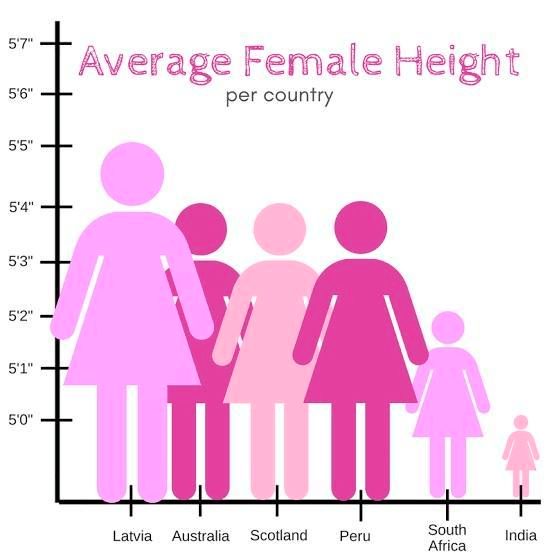 Average Female Height
per country
5'7"
5'6"
5'5"
5'4"
5'3"
5'2"
5'1"
5'0"
Latvia
Australia
Scotland
Peru
South
Africa
India